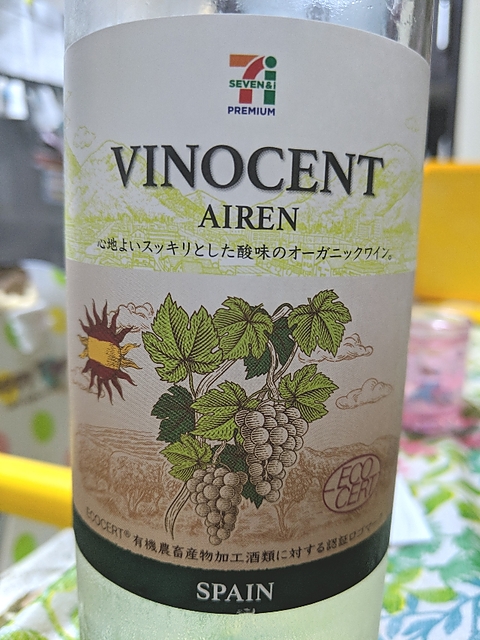 SEVEN&i
PREMIUM
VINOCENT
AIREN
心地よいスッキリとした酸味のオーガニックワイン。
ECO
CERT
ECOCERT® 有機農畜産物加工酒類に対する認証ロゴマーク
SPAIN